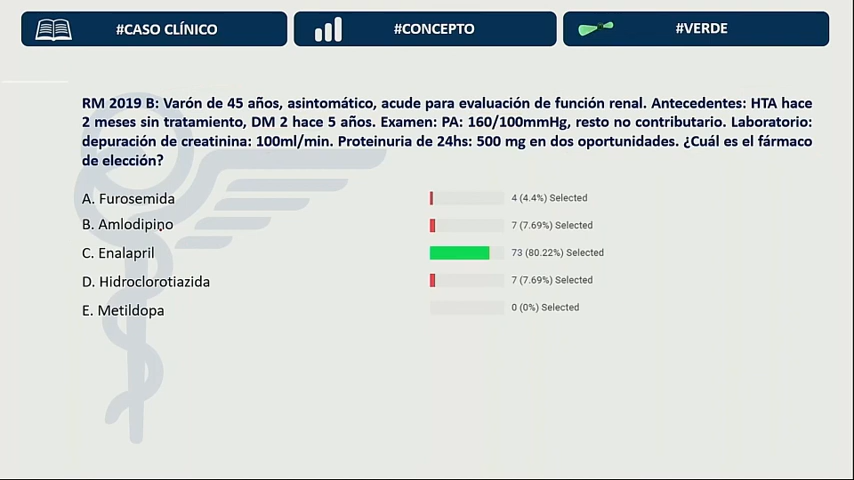 #CASO CLÍNICO
#CONCEPTO
#VERDE
RM 2019 B: Varón de 45 años, asintomático, acude para evaluación de función renal. Antecedentes: HTA hace
2 meses sin tratamiento, DM 2 hace 5 años. Examen: PA: 160/100mmHg, resto no contributario. Laboratorio:
depuración de creatinina: 100ml/min. Proteinuria de 24hs: 500 mg en dos oportunidades. ¿Cuál es el fármaco
de elección?
A. Furosemida 4 (4.4%) Selected
B. Amlodipino 7 (7.69%) Selected
C. Enalapril 73 (80.22%) Selected
D. Hidroclorotiazida 7 (7.69%) Selected
E. Metildopa 0 (0%) Selected